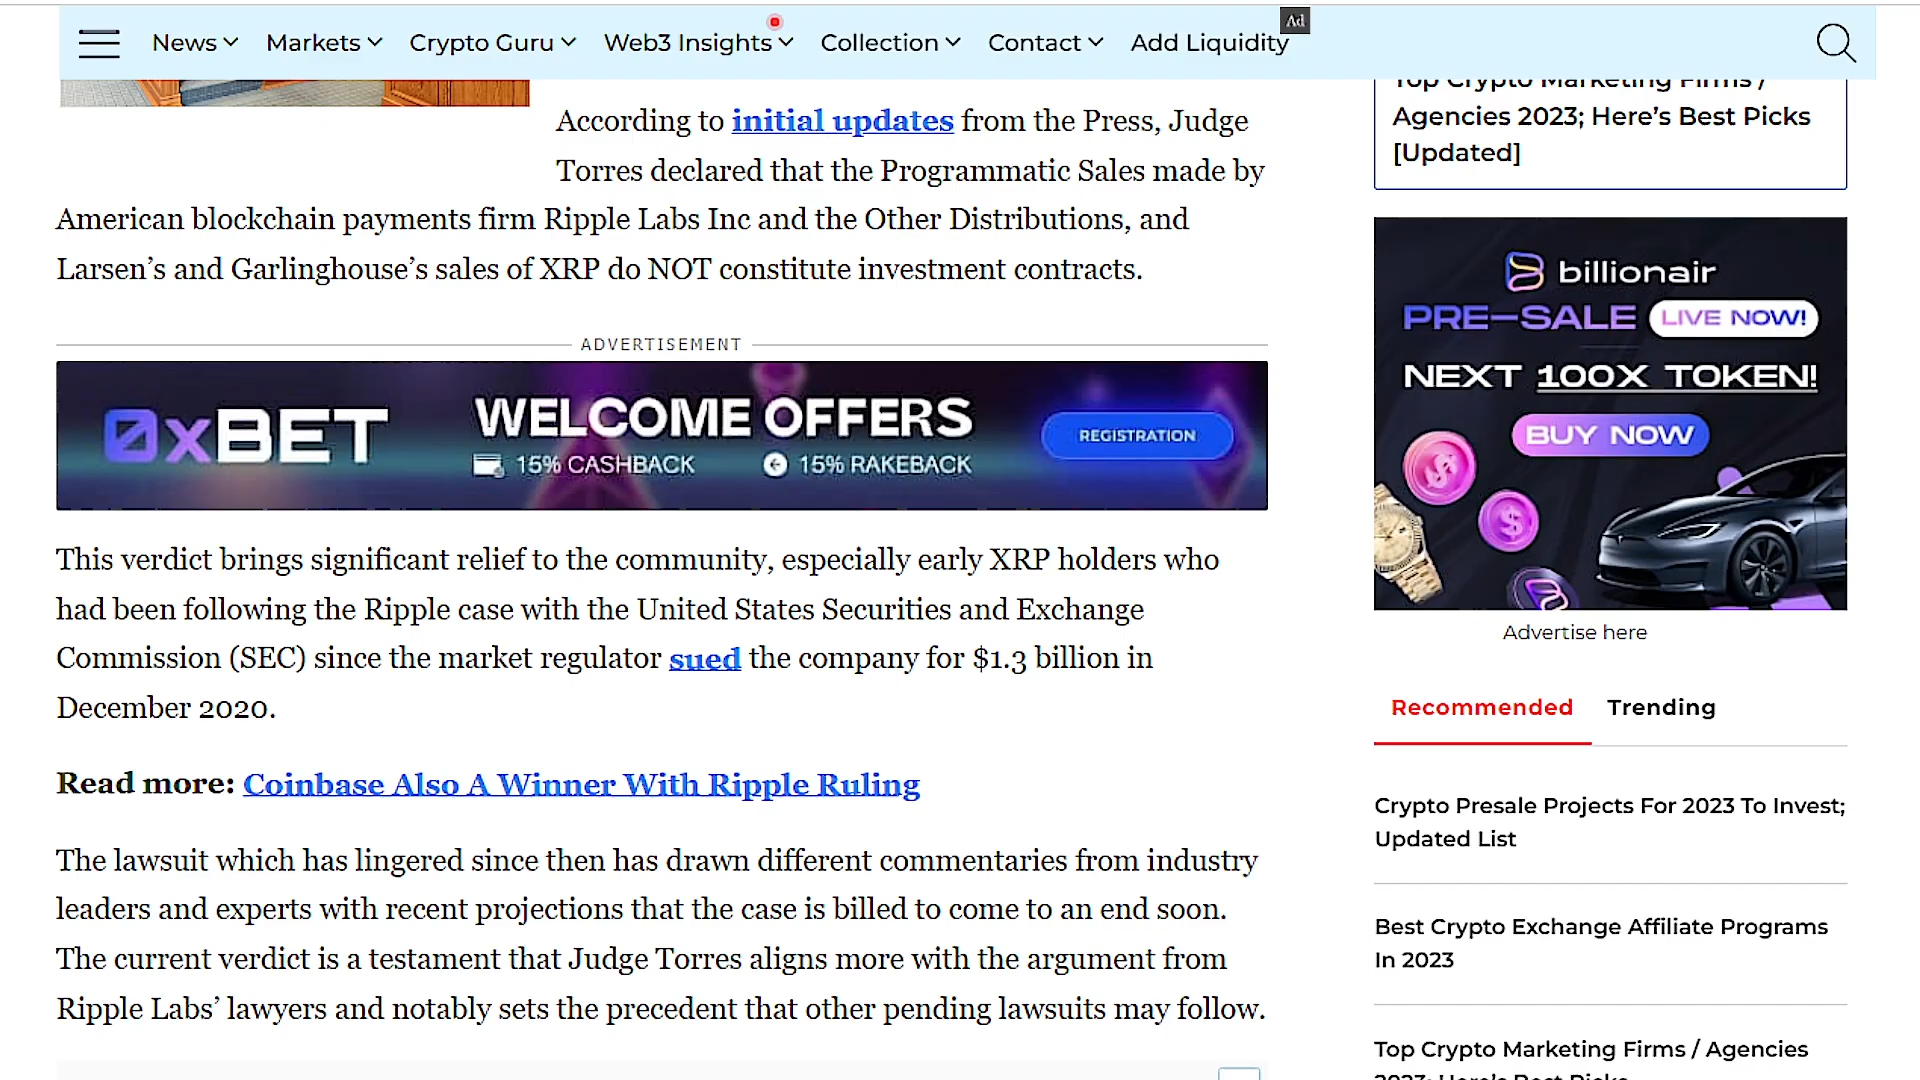 News Markets Crypto Guru Web3 Insights Collection Contact Add Liquidity
Ad
According to initial updates from the Press, Judge
Torres declared that the Programmatic Sales made by
American blockchain payments firm Ripple Labs Inc and the Other Distributions, and
Larsen’s and Garlinghouse’s sales of XRP do NOT constitute investment contracts.
ADVERTISEMENT
0xBET
WELCOME OFFERS
15% CASHBACK
15% RAKEBACK
REGISTRATION
This verdict brings significant relief to the community, especially early XRP holders who
had been following the Ripple case with the United States Securities and Exchange
Commission (SEC) since the market regulator sued the company for $1.3 billion in
December 2020.
Read more: Coinbase Also A Winner With Ripple Ruling
The lawsuit which has lingered since then has drawn different commentaries from industry
leaders and experts with recent projections that the case is billed to come to an end soon.
The current verdict is a testament that Judge Torres aligns more with the argument from
Ripple Labs’ lawyers and notably sets the precedent that other pending lawsuits may follow.
Top Crypto Marketing Firms /
Agencies 2023; Here’s Best Picks
[Updated]
billionair
PRE-SALE LIVE NOW!
NEXT 100X TOKEN!
BUY NOW
Advertise here
Recommended Trending
Crypto Presale Projects For 2023 To Invest;
Updated List
Best Crypto Exchange Affiliate Programs
In 2023
Top Crypto Marketing Firms / Agencies
2023; Here’s Best Picks